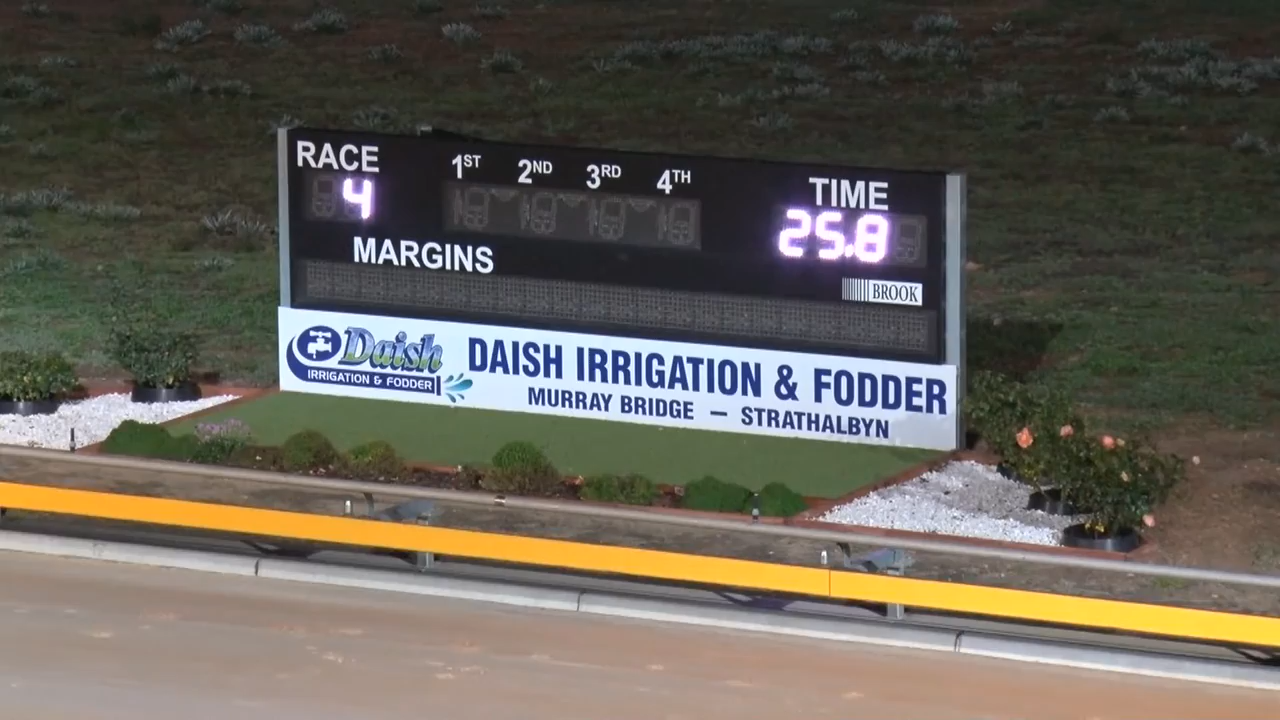 RACE 1ST 2ND 3RD 4TH TIME
4 25.8
MARGINS
BROOK
Daish
IRRIGATION & FODDER
DAISH IRRIGATION & FODDER
MURRAY BRIDGE — STRATHALBYN